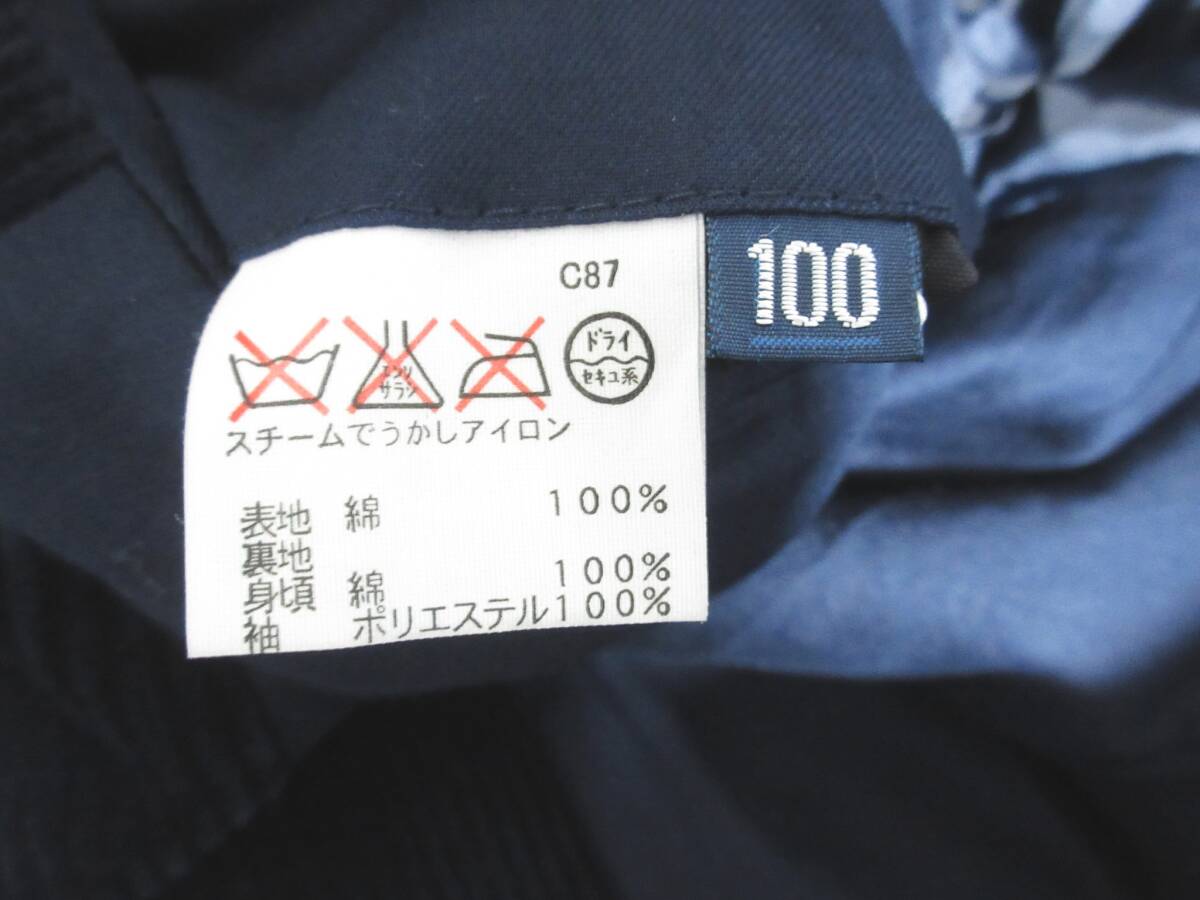 C87
100
エンソ
サラシ
ドライ
セキユ系
スチームでうかしアイロン
表地 綿 100%
裏地
身頃 綿 100%
袖 ポリエステル100%